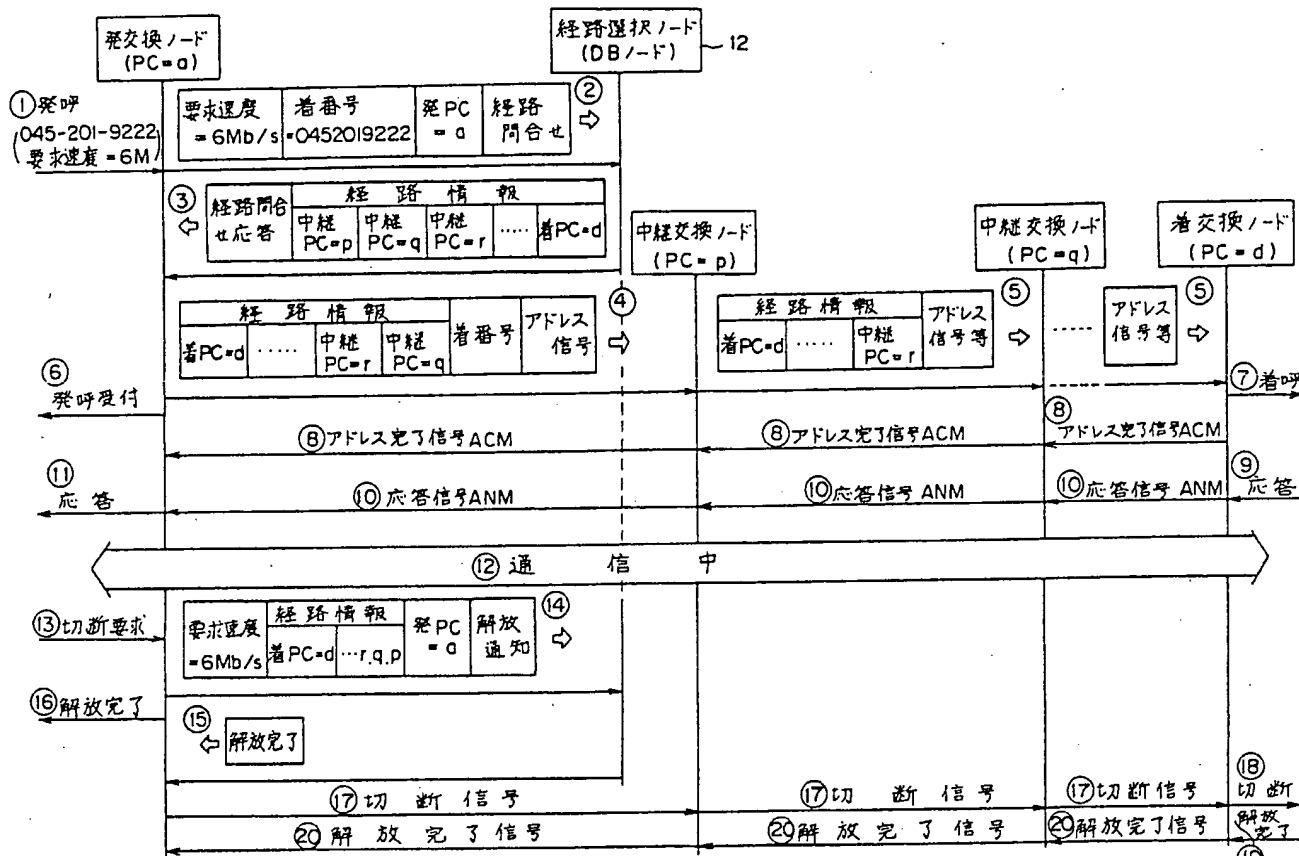 発交換ノード
(PC=a)
経路選択ノード
(DBノード)
12
①発呼
045-201-9222
要求速度=6M
要求速度
=6Mb/s
着番号
=0452019222
発PC
=a
経路
問合せ
②
③
経路問合
せ応答
経路情報
中継
PC=p
中継
PC=q
中継
PC=r
.....
着PC=d
中継交換ノード
(PC=p)
中継交換ノード
(PC=q)
着交換ノード
(PC=d)
経路情報
着PC=d
.....
中継
PC=r
中継
PC=q
着番号
アドレス
信号
④
経路情報
着PC=d
.....
中継
PC=r
アドレス
信号等
⑤
.....
アドレス
信号等
⑤
⑥
発呼受付
⑦着呼
⑧アドレス完了信号ACM
⑧アドレス完了信号ACM
⑧
アドレス完了信号ACM
⑪
応答
⑩応答信号ANM
⑩応答信号ANM
⑩応答信号ANM
⑨
応答
⑫通信中
⑬切断要求
要求速度
=6Mb/s
経路情報
着PC=d
…r.q.p
発PC
=a
解放
通知
⑭
⑯解放完了
⑮
解放完了
⑰切断信号
⑰切断信号
⑰切断信号
⑱
切断
⑳解放完了信号
⑳解放完了信号
⑳解放完了信号
解放
完了
⑲